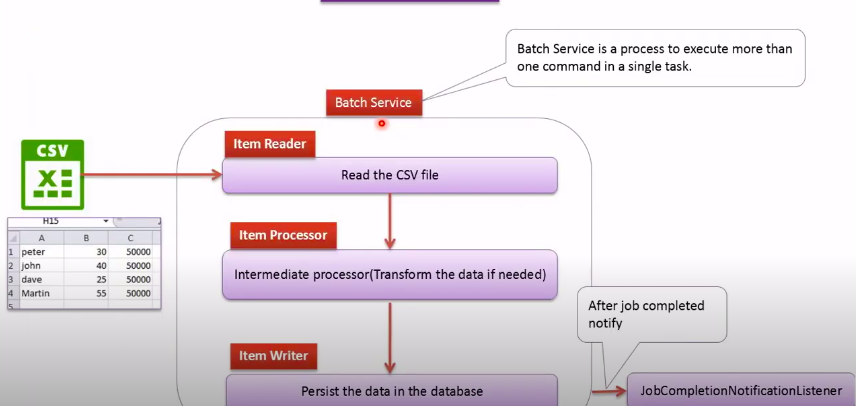 Batch Service is a process to execute more than
one command in a single task.
Batch Service
CSV
X
Item Reader
Read the CSV file
H15
A B C
1 peter 30 50000
2 john 40 50000
3 dave 25 50000
4 Martin 55 50000
5
Item Processor
Intermediate processor(Transform the data if needed)
After job completed
notify
Item Writer
Persist the data in the database
JobCompletionNotificationListener